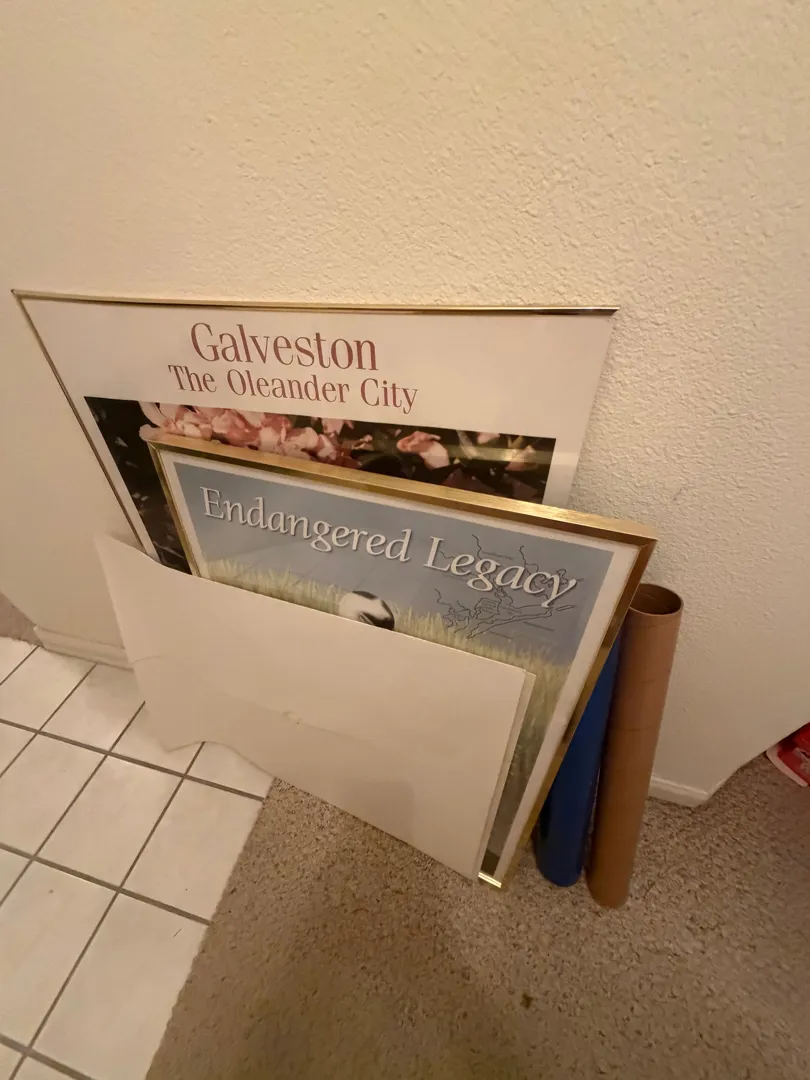 Galveston
The Oleander City
Endangered Legacy